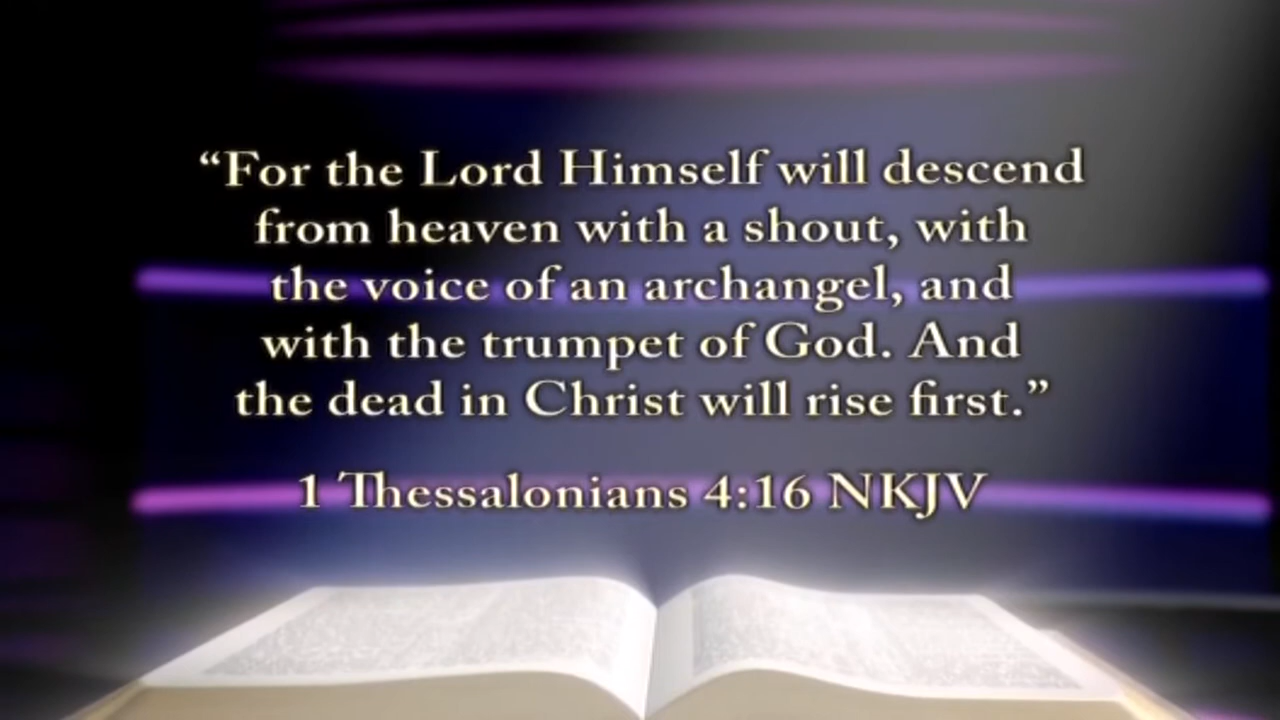 “For the Lord Himself will descend
from heaven with a shout, with
the voice of an archangel, and
with the trumpet of God. And
the dead in Christ will rise first.”
1 Thessalonians 4:16 NKJV